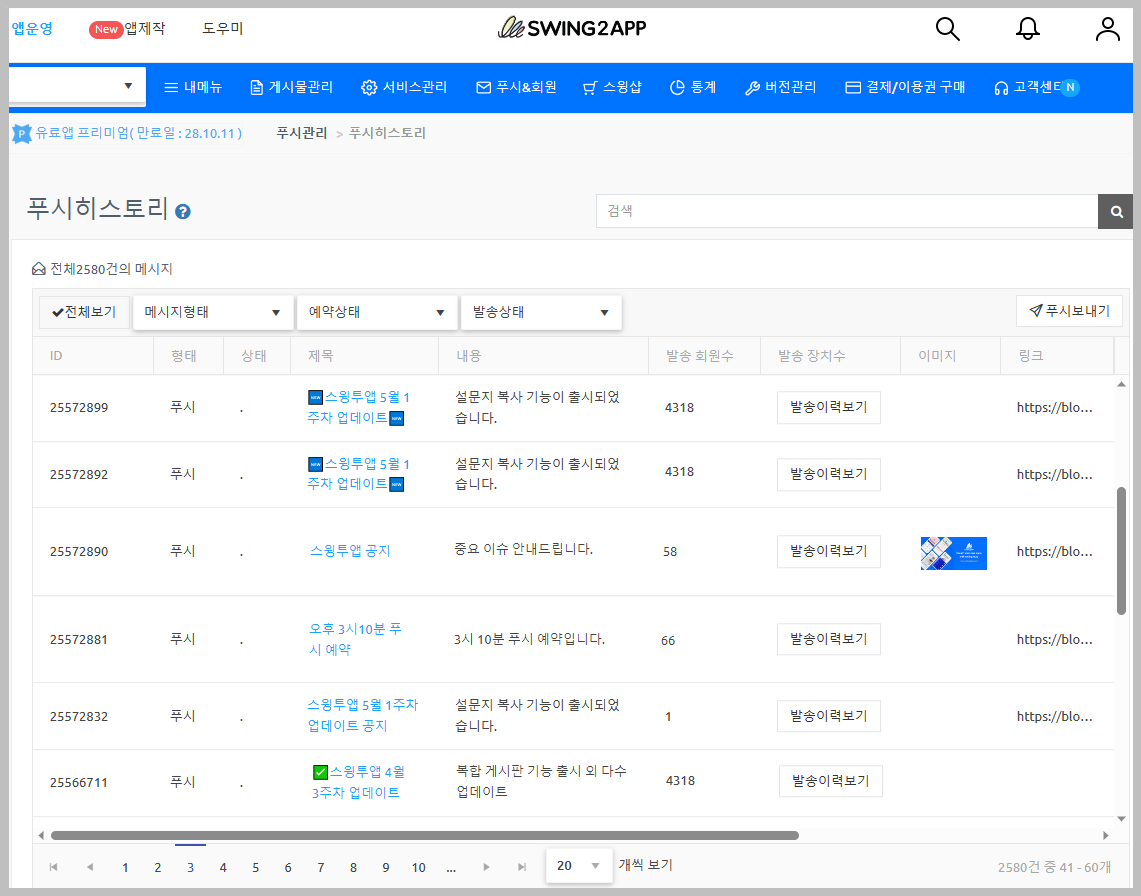 앱운영 New 앱제작 도우미 SWING2APP
내메뉴 게시물관리 서비스관리 푸시&회원 스윙샵 통계 버전관리 결제/이용권 구매 고객센터 N
P 유료앱 프리미엄( 만료일 : 28.10.11 ) 푸시관리 > 푸시히스토리
푸시히스토리 ? 검색
전체2580건의 메시지
전체보기 메시지형태 예약상태 발송상태 푸시보내기
ID 형태 상태 제목 내용 발송 회원수 발송 장치수 이미지 링크
25572899 푸시 . NEW 스윙투앱 5월 1 설문지 복사 기능이 출시되었 4318 발송이력보기 https://blo...
주차 업데이트 NEW 습니다.
25572892 푸시 . NEW 스윙투앱 5월 1 설문지 복사 기능이 출시되었 4318 발송이력보기 https://blo...
주차 업데이트 NEW 습니다.
25572890 푸시 . 스윙투앱 공지 중요 이슈 안내드립니다. 58 발송이력보기 https://blo...
25572881 푸시 . 오후 3시10분 푸 3시 10분 푸시 예약입니다. 66 발송이력보기 https://blo...
시 예약
25572832 푸시 . 스윙투앱 5월 1주차 설문지 복사 기능이 출시되었 1 발송이력보기 https://blo...
업데이트 공지 습니다.
25566711 푸시 . 스윙투앱 4월 복합 게시판 기능 출시 외 다수 4318 발송이력보기
3주차 업데이트 업데이트
1 2 3 4 5 6 7 8 9 10 ... 20 개씩 보기 2580건 중 41 - 60개